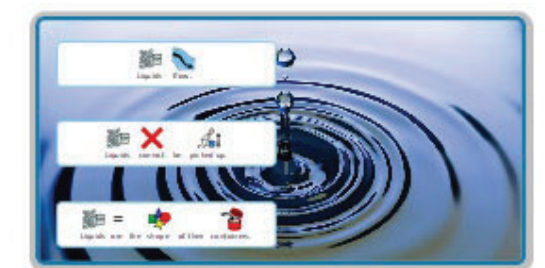 Liquids flow.
Liquids cannot be picked up.
Liquids are the shape of their containers.